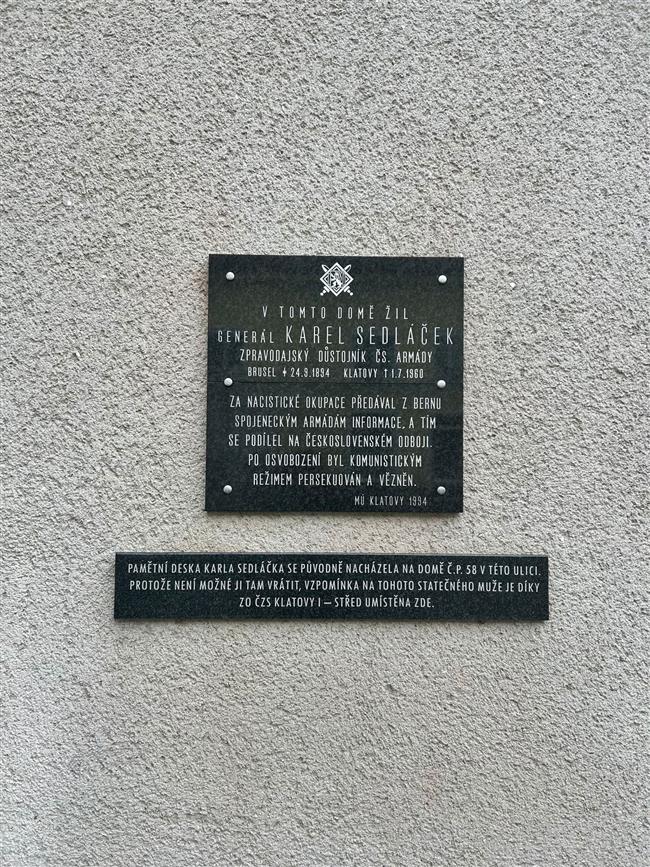 V TOMTO DOMĚ ŽIL
GENERÁL KAREL SEDLÁČEK
ZPRAVODAJSKÝ DŮSTOJNÍK ČS. ARMÁDY
BRUSEL 24.9.1894 KLATOVY † 1.7.1960
ZA NACISTICKÉ OKUPACE PŘEDÁVAL Z BERNU
SPOJENECKÝM ARMÁDÁM INFORMACE, A TÍM
SE PODÍLEL NA ČESKOSLOVENSKÉM ODBOJI.
PO OSVOBOZENÍ BYL KOMUNISTICKÝM
REŽIMEM PERSEKUOVÁN A VĚZNĚN.
MÚ KLATOVY 1994
PAMĚTNÍ DESKA KARLA SEDLÁČKA SE PŮVODNĚ NACHÁZELA NA DOMĚ Č.P. 58 V TÉTO ULICI.
PROTOŽE NENÍ MOŽNÉ JI TAM VRÁTIT, VZPOMÍNKA NA TOHOTO STATEČNÉHO MUŽE JE DÍKY
ZO ČZS KLATOVY I – STŘED UMÍSTĚNA ZDE.